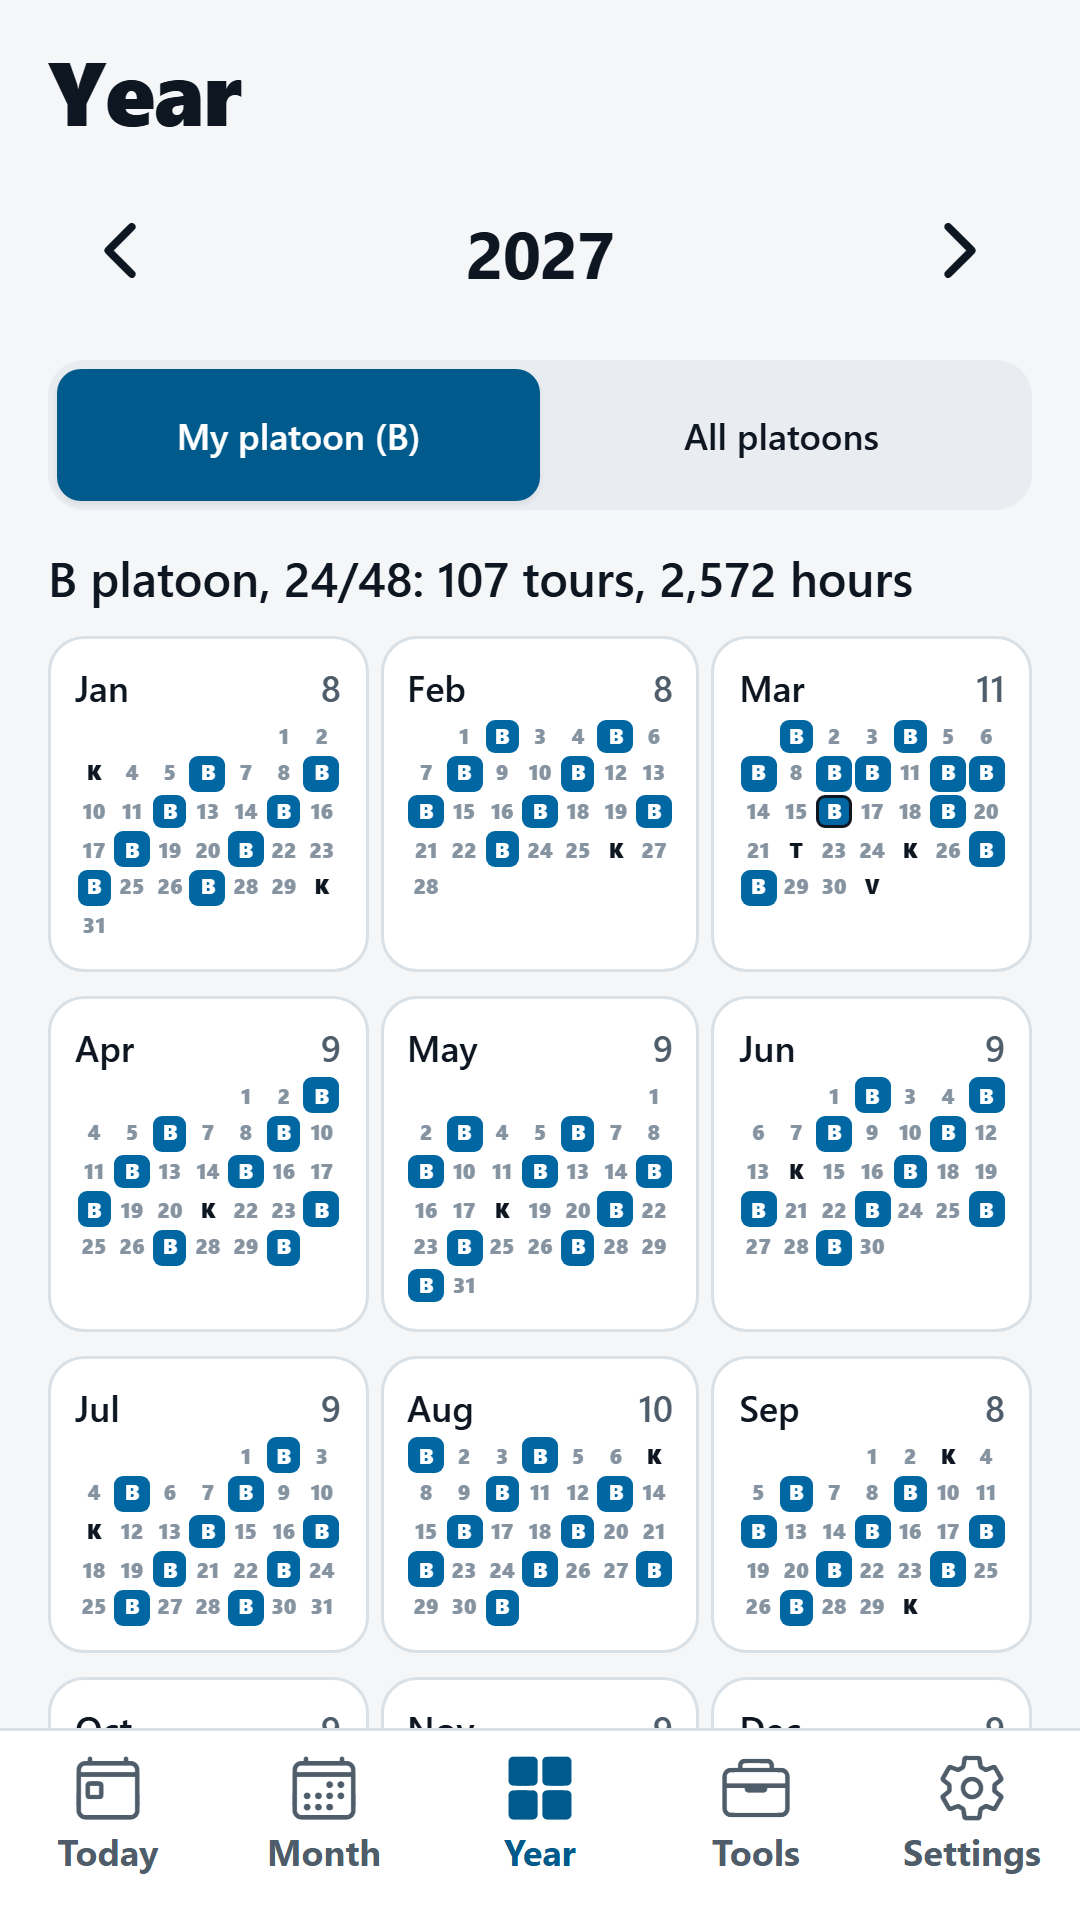 Year
2027
My platoon (B)
All platoons
B platoon, 24/48: 107 tours, 2,572 hours
Jan 8
1 2
K 4 5 B 7 8 B
10 11 B 13 14 B 16
17 B 19 20 B 22 23
B 25 26 B 28 29 K
31
Feb 8
1 B 3 4 B 6
7 B 9 10 B 12 13
B 15 16 B 18 19 B
21 22 B 24 25 K 27
28
Mar 11
B 2 3 B 5 6
B 8 B B 11 B B
14 15 B 17 18 B 20
21 T 23 24 K 26 B
B 29 30 V
Apr 9
1 2 B
4 5 B 7 8 B 10
11 B 13 14 B 16 17
B 19 20 K 22 23 B
25 26 B 28 29 B
May 9
1
2 B 4 5 B 7 8
B 10 11 B 13 14 B
16 17 K 19 20 B 22
23 B 25 26 B 28 29
B 31
Jun 9
1 B 3 4 B
6 7 B 9 10 B 12
13 K 15 16 B 18 19
B 21 22 B 24 25 B
27 28 B 30
Jul 9
1 B 3
4 B 6 7 B 9 10
K 12 13 B 15 16 B
18 19 B 21 22 B 24
25 B 27 28 B 30 31
Aug 10
B 2 3 B 5 6 K
8 9 B 11 12 B 14
15 B 17 18 B 20 21
B 23 24 B 26 27 B
29 30 B
Sep 8
1 2 K 4
5 B 7 8 B 10 11
B 13 14 B 16 17 B
19 20 B 22 23 B 25
26 B 28 29 K
Oct 9
Nov 9
Dec 9
Today
Month
Year
Tools
Settings